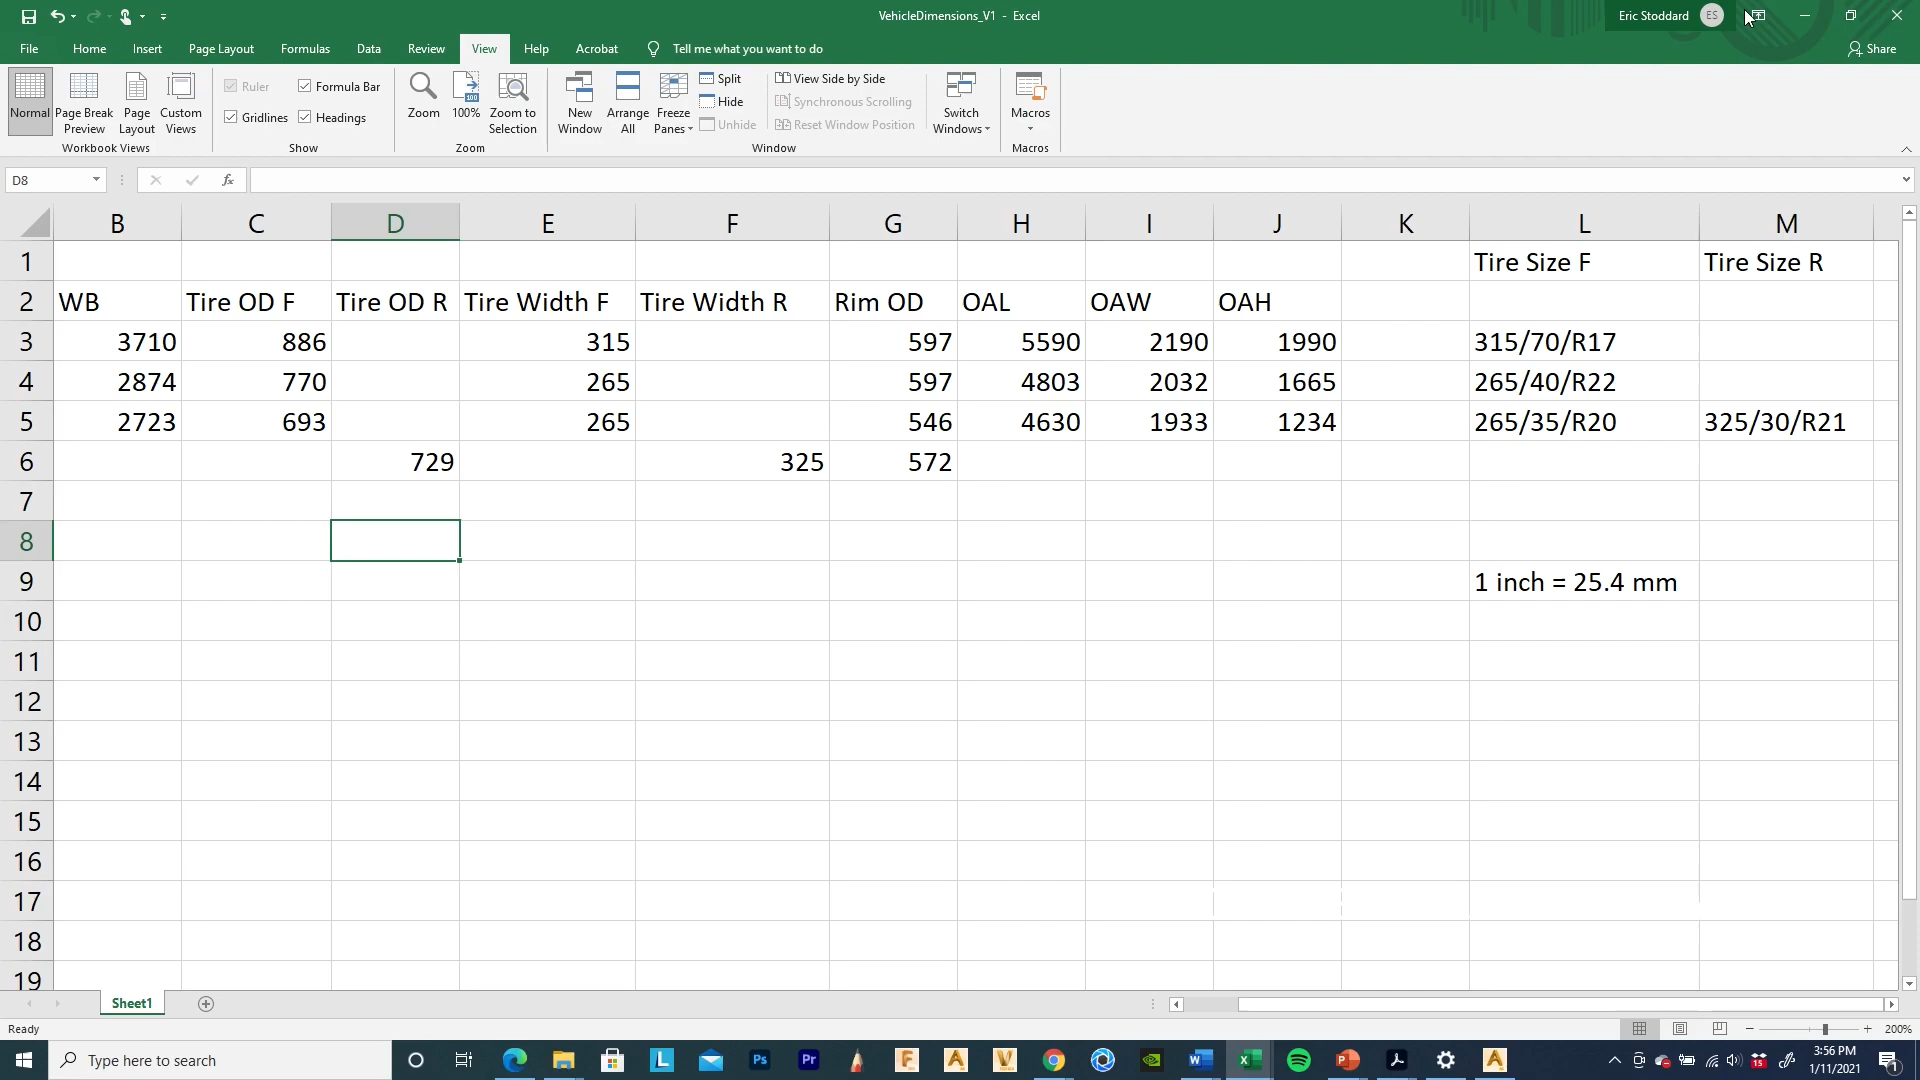 VehicleDimensions_V1 - Excel
Eric Stoddard ES
File Home Insert Page Layout Formulas Data Review View Help Acrobat Tell me what you want to do Share
Normal Page Break Preview Page Layout Custom Views
Workbook Views
Ruler Formula Bar
Gridlines Headings
Show
Zoom 100% Zoom to Selection
100
Zoom
New Window Arrange All Freeze Panes
Split
Hide
Unhide
View Side by Side
Synchronous Scrolling
Reset Window Position
Switch Windows
Window
Macros
Macros
D8 fx
B C D E F G H I J K L M
1 Tire Size F Tire Size R
2 WB Tire OD F Tire OD R Tire Width F Tire Width R Rim OD OAL OAW OAH
3 3710 886 315 597 5590 2190 1990 315/70/R17
4 2874 770 265 597 4803 2032 1665 265/40/R22
5 2723 693 265 546 4630 1933 1234 265/35/R20 325/30/R21
6 729 325 572
7
8
9 1 inch = 25.4 mm
10
11
12
13
14
15
16
17
18
19
Sheet1
Ready 200%
Type here to search
L Ps Pr F A V W X P A
15
3:56 PM
1/11/2021
1